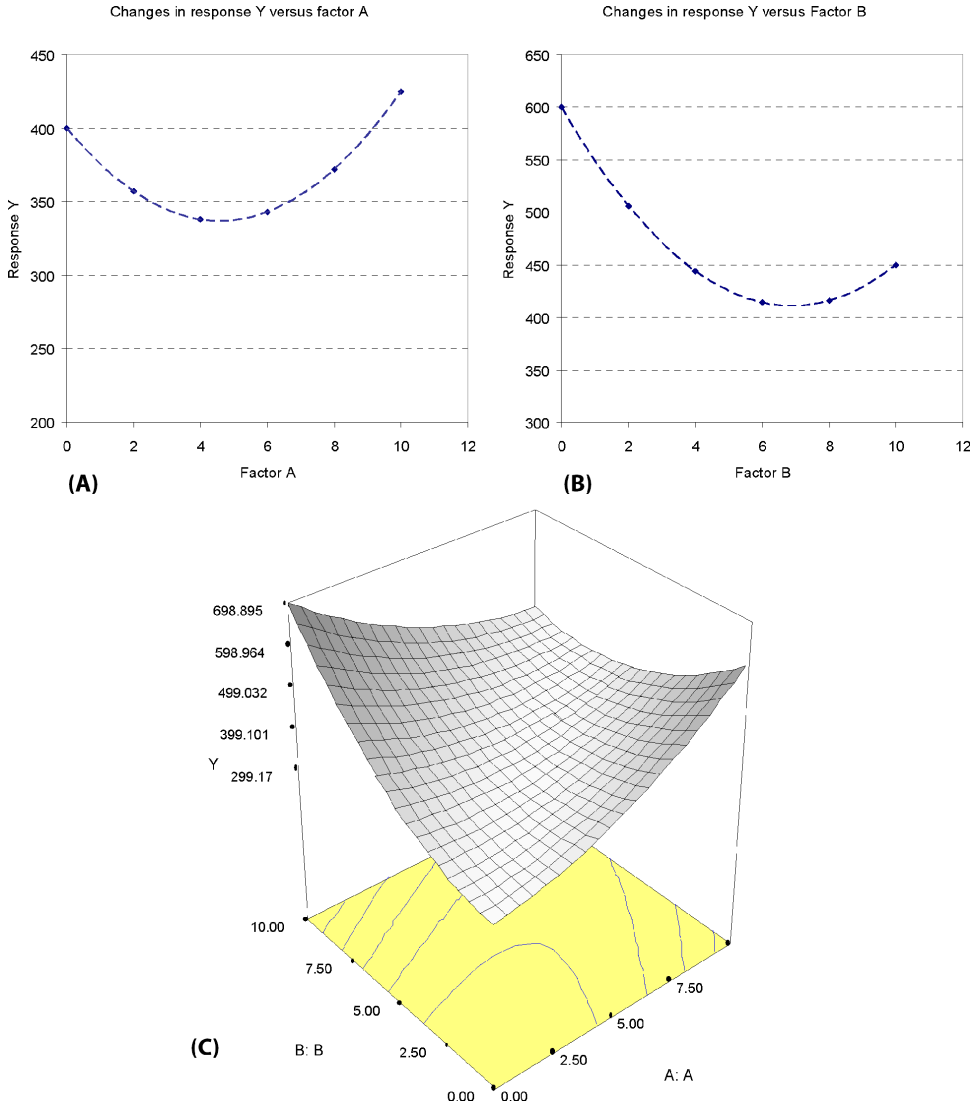 Changes in response Y versus factor A
450
400
350
300
250
200
Response Y
0 2 4 6 8 10 12
Factor A
(A)
Changes in response Y versus Factor B
650
600
550
500
450
400
350
300
Response Y
0 2 4 6 8 10 12
Factor B
(B)
698.895
598.964
499.032
399.101
299.17
Y
10.00
7.50
5.00
2.50
0.00
B: B
0.00
2.50
5.00
7.50
A: A
(C)